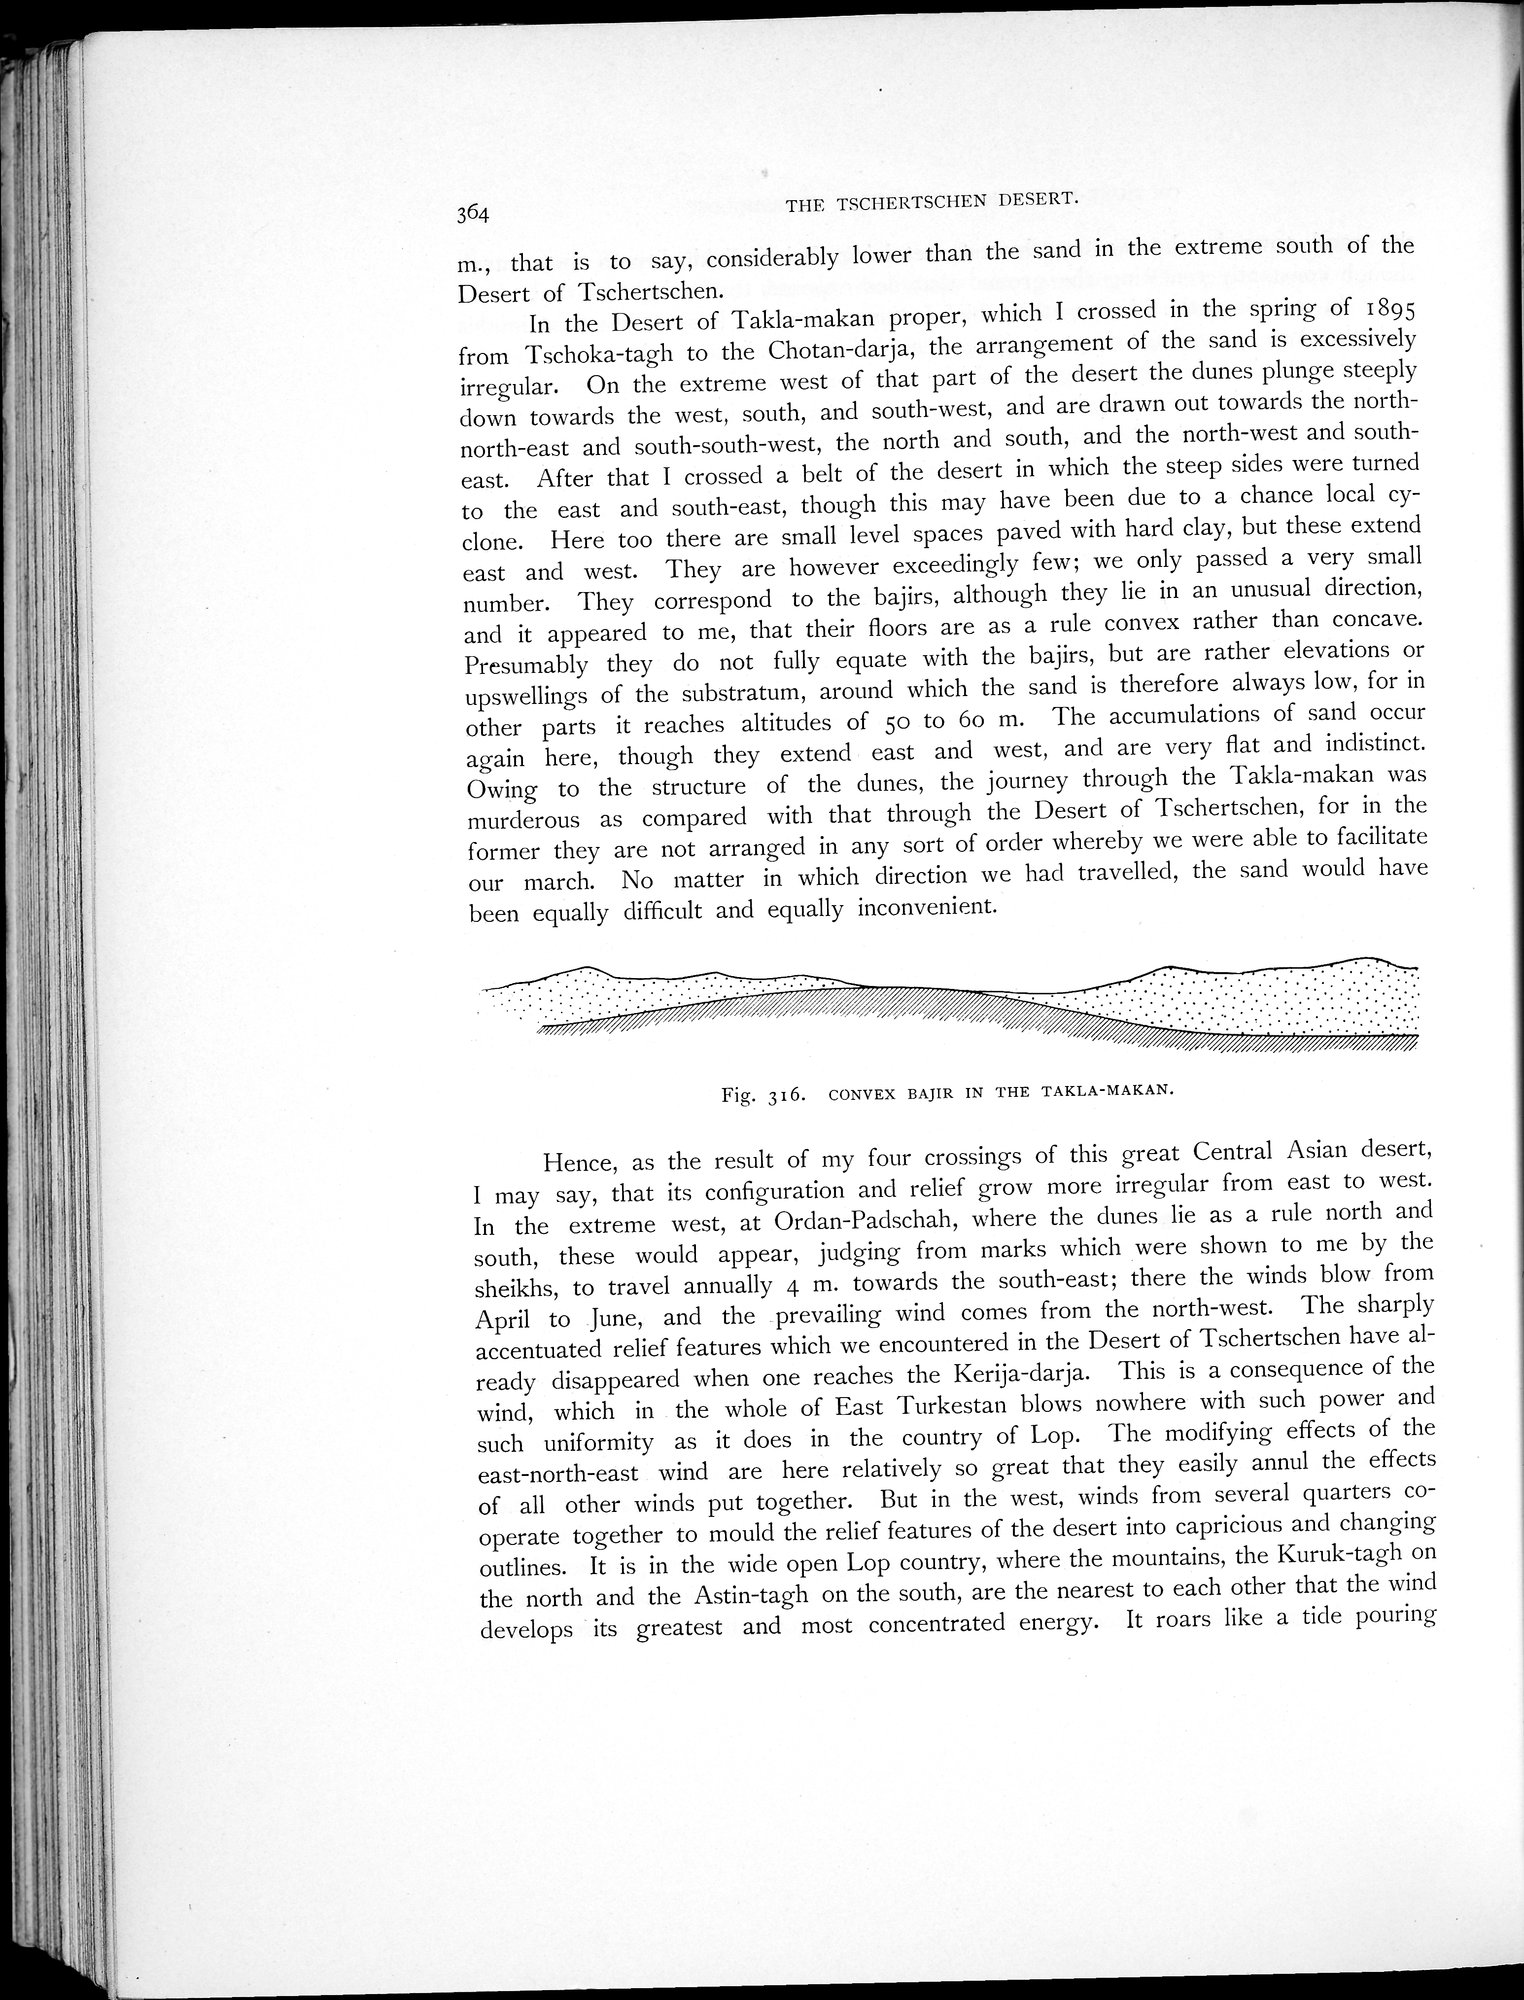 364
THE TSCHERTSCHEN DESERT.
m., that is to say, considerably lower than the sand in the extreme south of the
Desert of Tschertschen.
In the Desert of Takla-makan proper, which I crossed in the spring of 1895
from Tschoka-tagh to the Chotan-darja, the arrangement of the sand is excessively
irregular. On the extreme west of that part of the desert the dunes plunge steeply
down towards the west, south, and south-west, and are drawn out towards the north-
north-east and south-south-west, the north and south, and the north-west and south-
east. After that I crossed a belt of the desert in which the steep sides were turned
to the east and south-east, though this may have been due to a chance local cy-
clone. Here too there are small level spaces paved with hard clay, but these extend
east and west. They are however exceedingly few; we only passed a very small
number. They correspond to the bajirs, although they lie in an unusual direction,
and it appeared to me, that their floors are as a rule convex rather than concave.
Presumably they do not fully equate with the bajirs, but are rather elevations or
upswellings of the substratum, around which the sand is therefore always low, for in
other parts it reaches altitudes of 50 to 60 m. The accumulations of sand occur
again here, though they extend east and west, and are very flat and indistinct.
Owing to the structure of the dunes, the journey through the Takla-makan was
murderous as compared with that through the Desert of Tschertschen, for in the
former they are not arranged in any sort of order whereby we were able to facilitate
our march. No matter in which direction we had travelled, the sand would have
been equally difficult and equally inconvenient.
Fig. 316. CONVEX BAJIR IN THE TAKLA-MAKAN.
Hence, as the result of my four crossings of this great Central Asian desert,
I may say, that its configuration and relief grow more irregular from east to west.
In the extreme west, at Ordan-Padschah, where the dunes lie as a rule north and
south, these would appear, judging from marks which were shown to me by the
sheikhs, to travel annually 4 m. towards the south-east; there the winds blow from
April to June, and the prevailing wind comes from the north-west. The sharply
accentuated relief features which we encountered in the Desert of Tschertschen have al-
ready disappeared when one reaches the Kerija-darja. This is a consequence of the
wind, which in the whole of East Turkestan blows nowhere with such power and
such uniformity as it does in the country of Lop. The modifying effects of the
east-north-east wind are here relatively so great that they easily annul the effects
of all other winds put together. But in the west, winds from several quarters co-
operate together to mould the relief features of the desert into capricious and changing
outlines. It is in the wide open Lop country, where the mountains, the Kuruk-tagh on
the north and the Astin-tagh on the south, are the nearest to each other that the wind
develops its greatest and most concentrated energy. It roars like a tide pouring